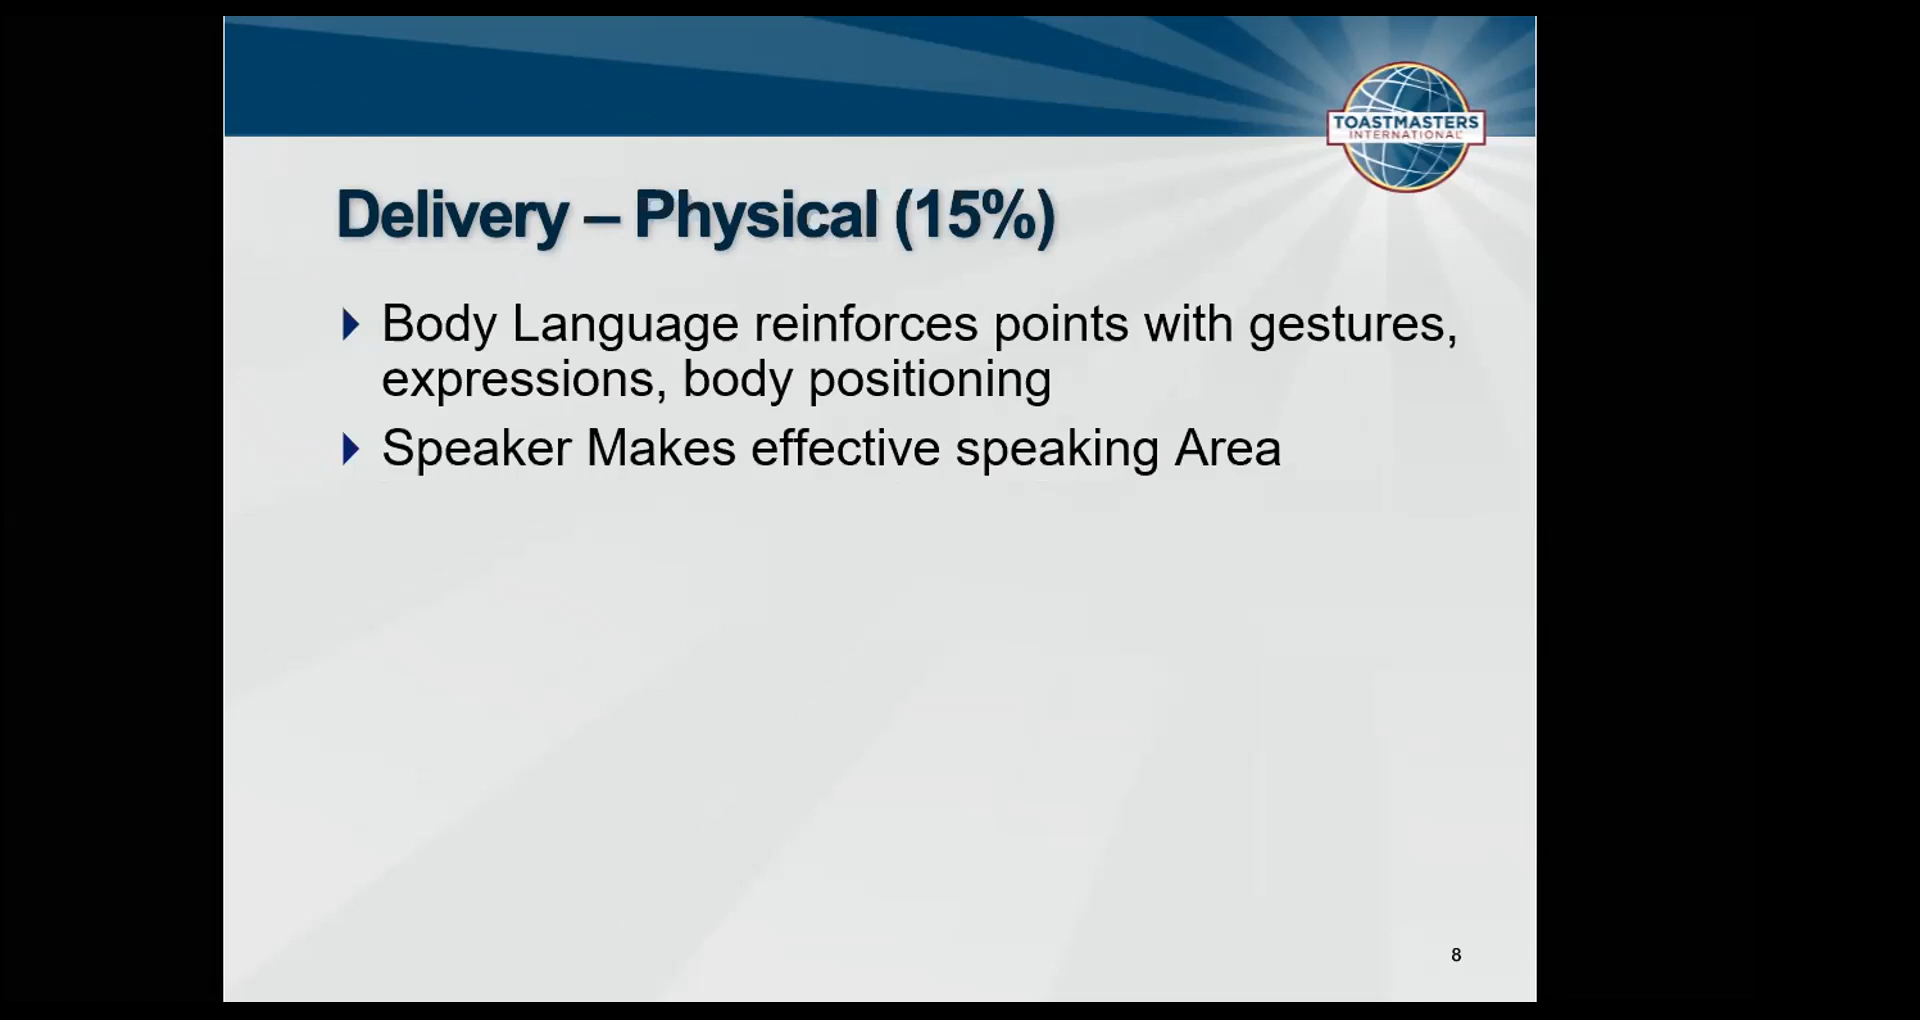 TOASTMASTERS
INTERNATIONAL
Delivery – Physical (15%)
Body Language reinforces points with gestures,
expressions, body positioning
Speaker Makes effective speaking Area
8